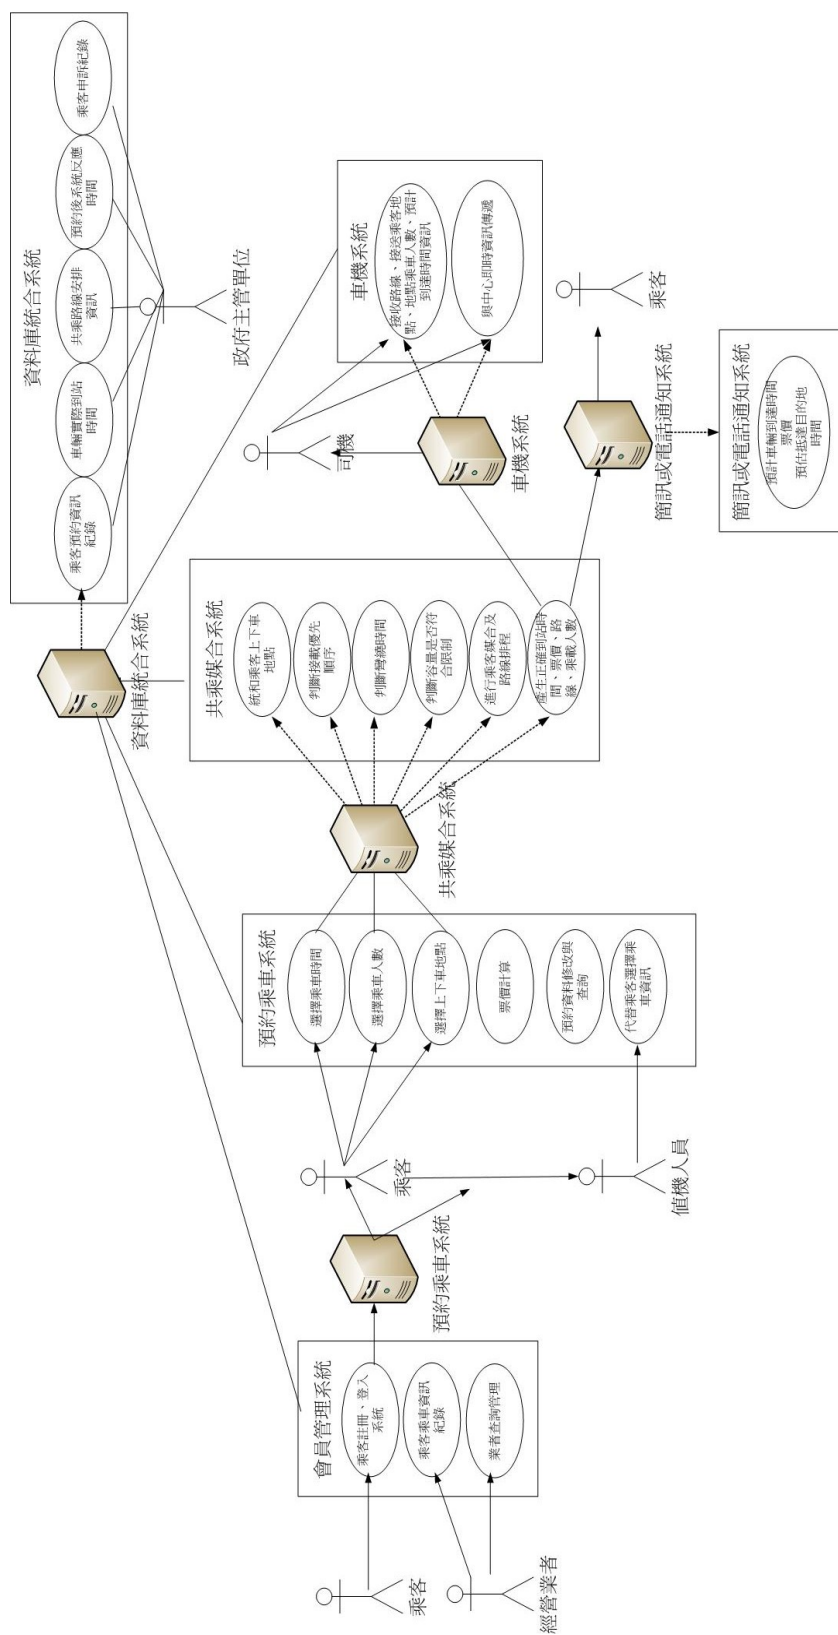 資料庫統合系統
乘客預約資訊
紀錄
車輛實際到站
時間
共乘路線安排
資訊
預約後系統反應
時間
乘客申訴紀錄
政府主管單位
資料庫統合系統
車機系統
接收路線、接送乘客地
點、地點乘車人數、預計
到達時間資訊
與中心即時資訊傳遞
司機
車機系統
乘客
簡訊或電話通知系統
簡訊或電話通知系統
預計車輛到達時間
票價
預估抵達目的地
時間
共乘媒合系統
統和乘客上下車
地點
判斷接載優先
順序
判斷彎繞時間
判斷容量是否符
合限制
進行乘客媒合及
路線排程
產生正確到站時
間、票價、路
線、乘載人數
共乘媒合系統
預約乘車系統
選擇乘車時間
選擇乘車人數
選擇上下車地點
票價計算
預約資料修改與
查詢
代替乘客選擇乘
車資訊
乘客
值機人員
預約乘車系統
會員管理系統
乘客註冊、登入
系統
乘客乘車資訊
紀錄
業者查詢管理
乘客
經營業者